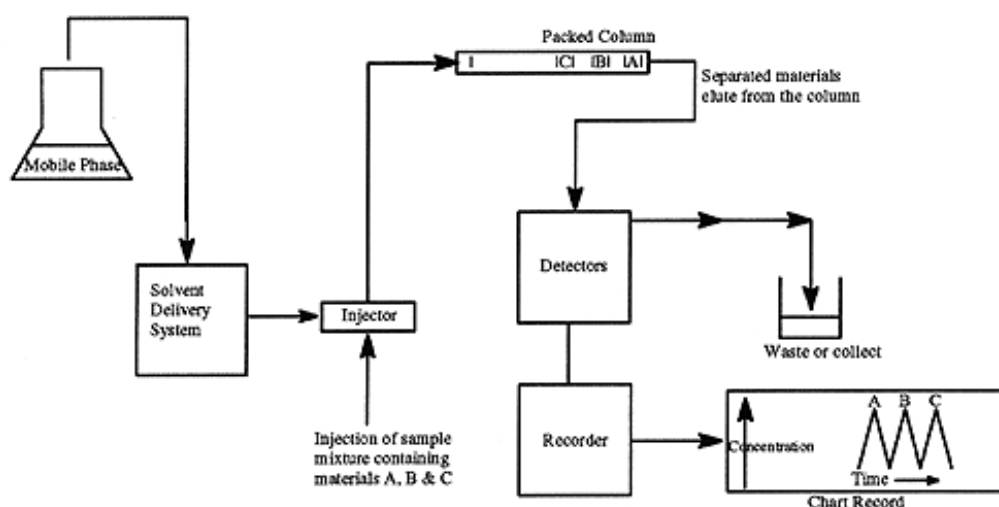 Packed Column
|C| |B| |A|
Separated materials
elute from the column
Mobile Phase
Solvent
Delivery
System
Injector
Detectors
Waste or collect
Injection of sample
mixture containing
materials A, B & C
Recorder
A B C
Concentration
Time
Chart Record